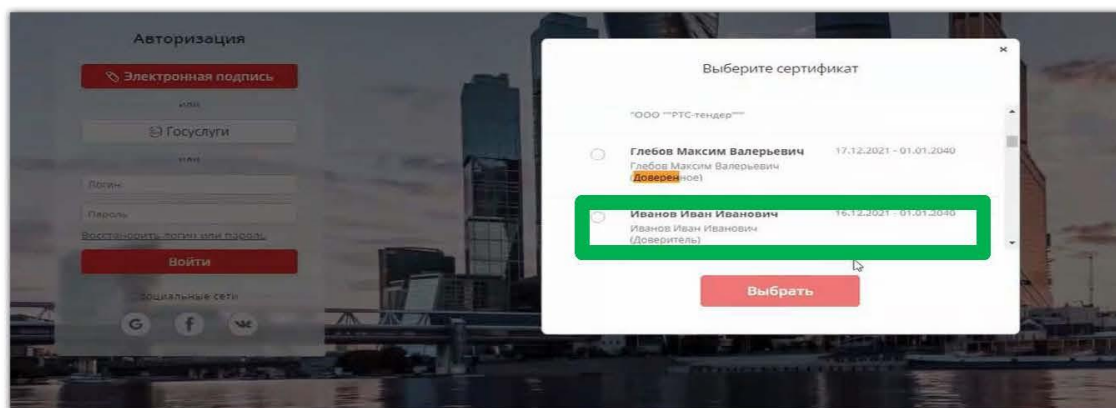 Авторизация
Электронная подпись
или
Госуслуги
или
Логин
Пароль
Восстановить логин или пароль
Войти
социальные сети
G f
×
Выберите сертификат
"ООО ""РТС-тендер"""
Глебов Максим Валерьевич 17.12.2021 - 01.01.2040
Глебов Максим Валерьевич
(Доверенное)
Иванов Иван Иванович 16.12.2021 - 01.01.2040
Иванов Иван Иванович
(Доверитель)
Выбрать